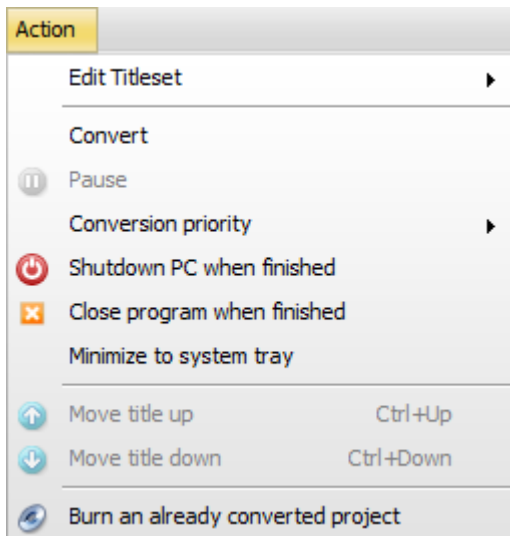 Action
Edit Titleset
Convert
Pause
Conversion priority
Shutdown PC when finished
Close program when finished
Minimize to system tray
Move title up Ctrl+Up
Move title down Ctrl+Down
Burn an already converted project